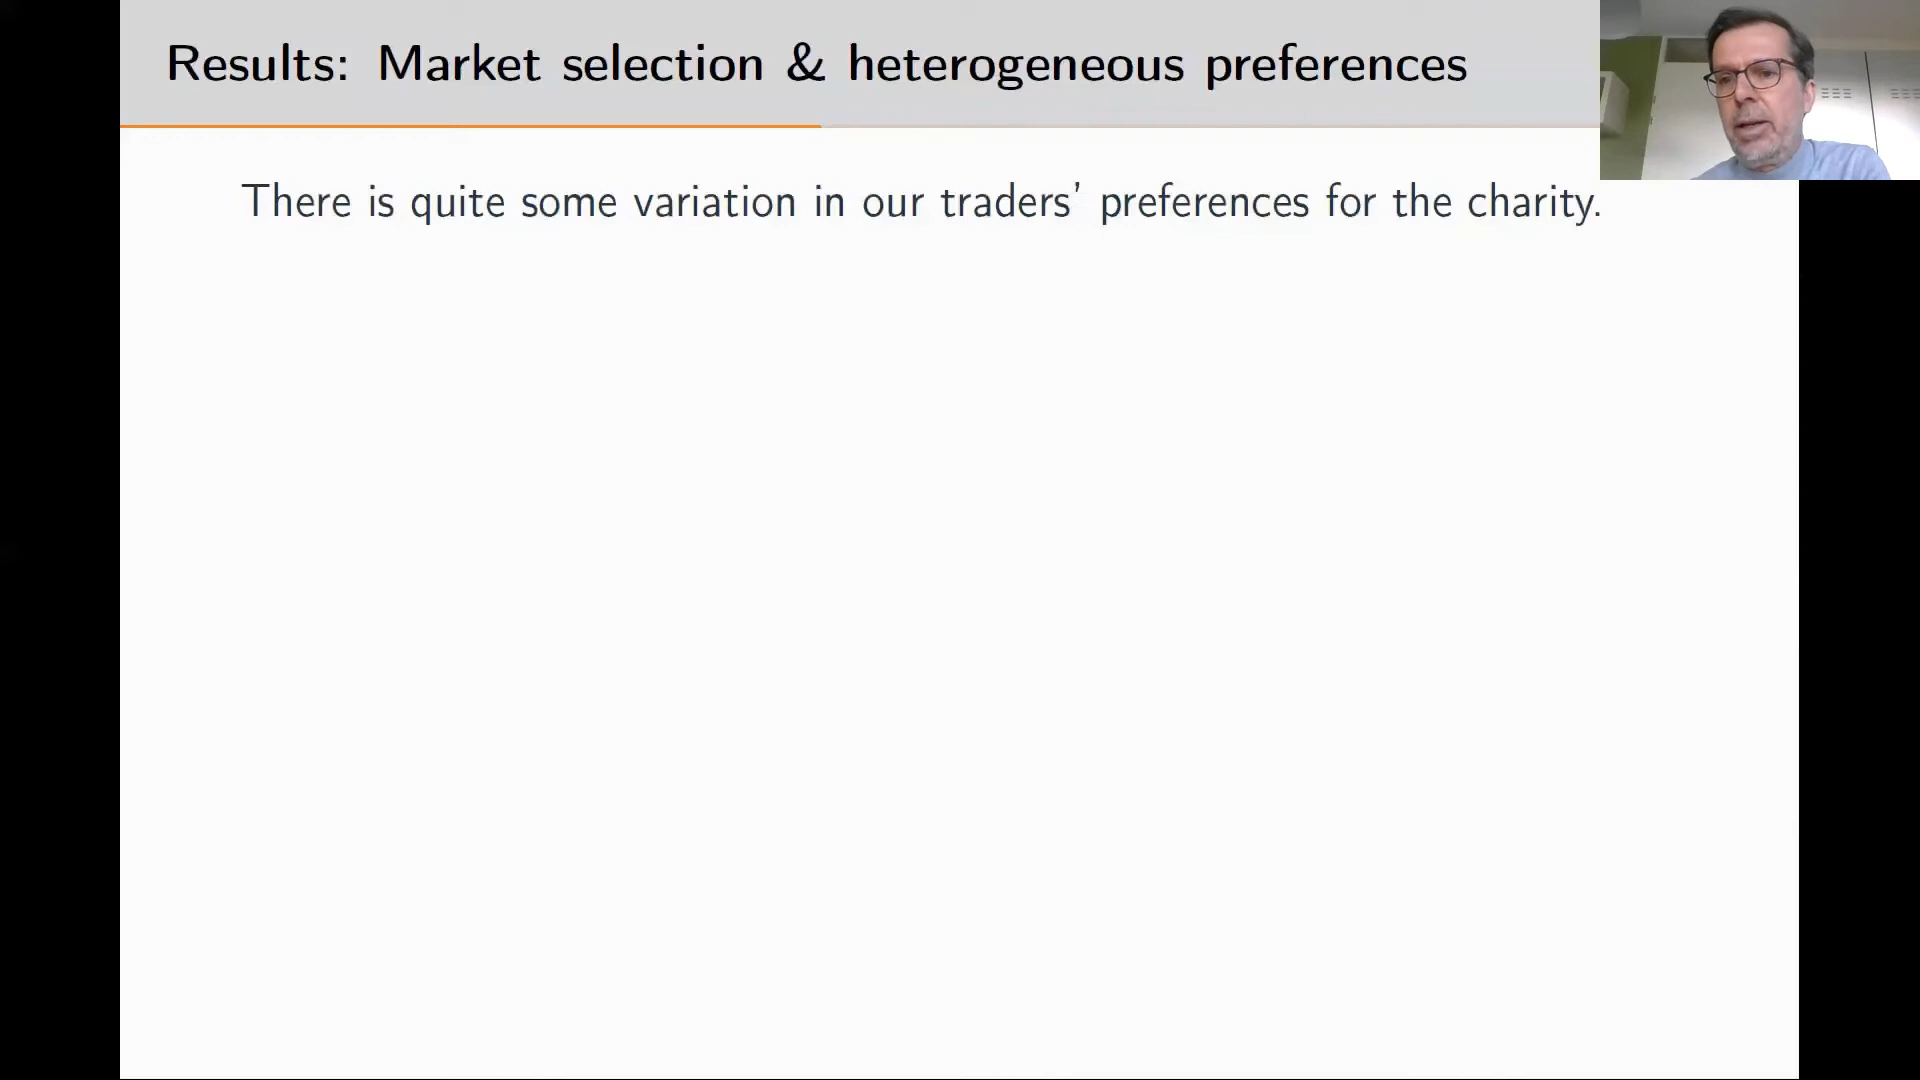 Results: Market selection & heterogeneous preferences
There is quite some variation in our traders’ preferences for the charity.